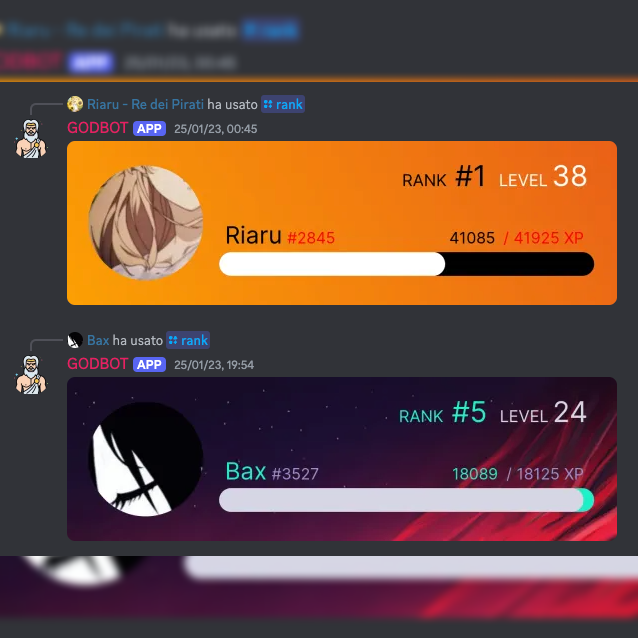 Riaru - Re dei Pirati ha usato rank
GODBOT APP 25/01/23, 00:45
RANK #1 LEVEL 38
Riaru #2845 41085 / 41925 XP
Bax ha usato rank
GODBOT APP 25/01/23, 19:54
RANK #5 LEVEL 24
Bax #3527 18089 / 18125 XP